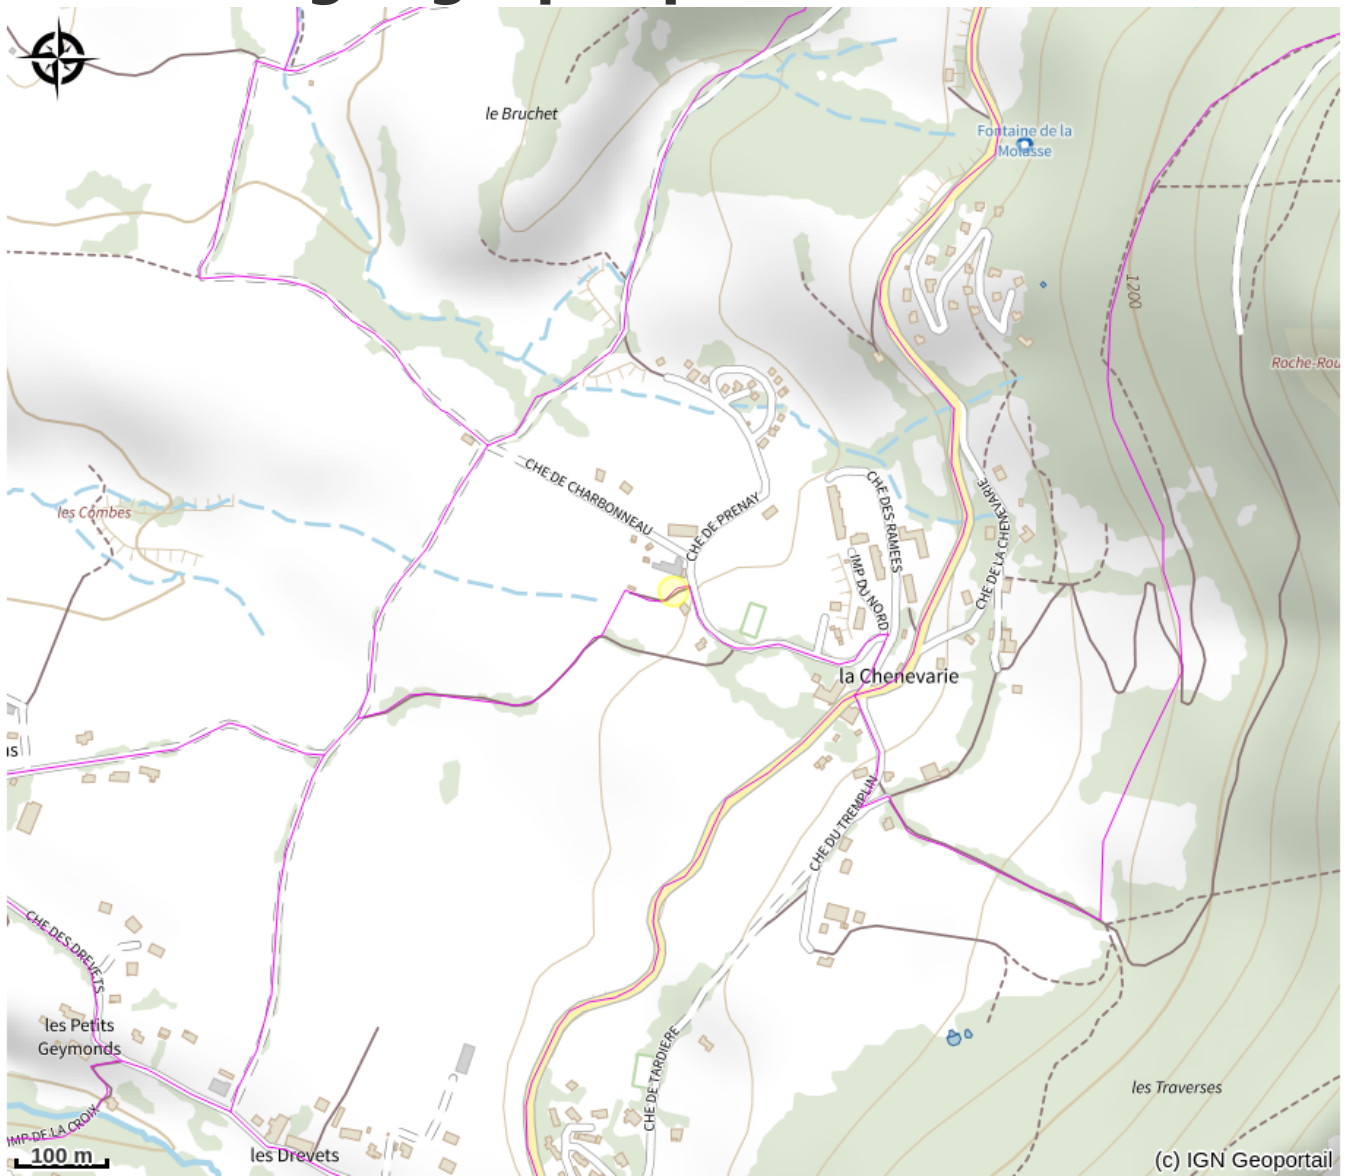 le Bruchet
Fontaine de la
Molasse
1200
Roche-Rou
CHE DE CHARBONNEAU
CHE DE PRENAY
CHE DES RAMEES
IMP DU NORD
CHE DE LA CHENEVARIE
les Combes
la Chenevarie
as
CHE DU TREMPLIN
CHE DES DREVETS
les Petits
Geymonds
CHE DE TARDIERE
les Traverses
IMP DE LA CROIX
100 m
les Drevets
(c) IGN Geoportail